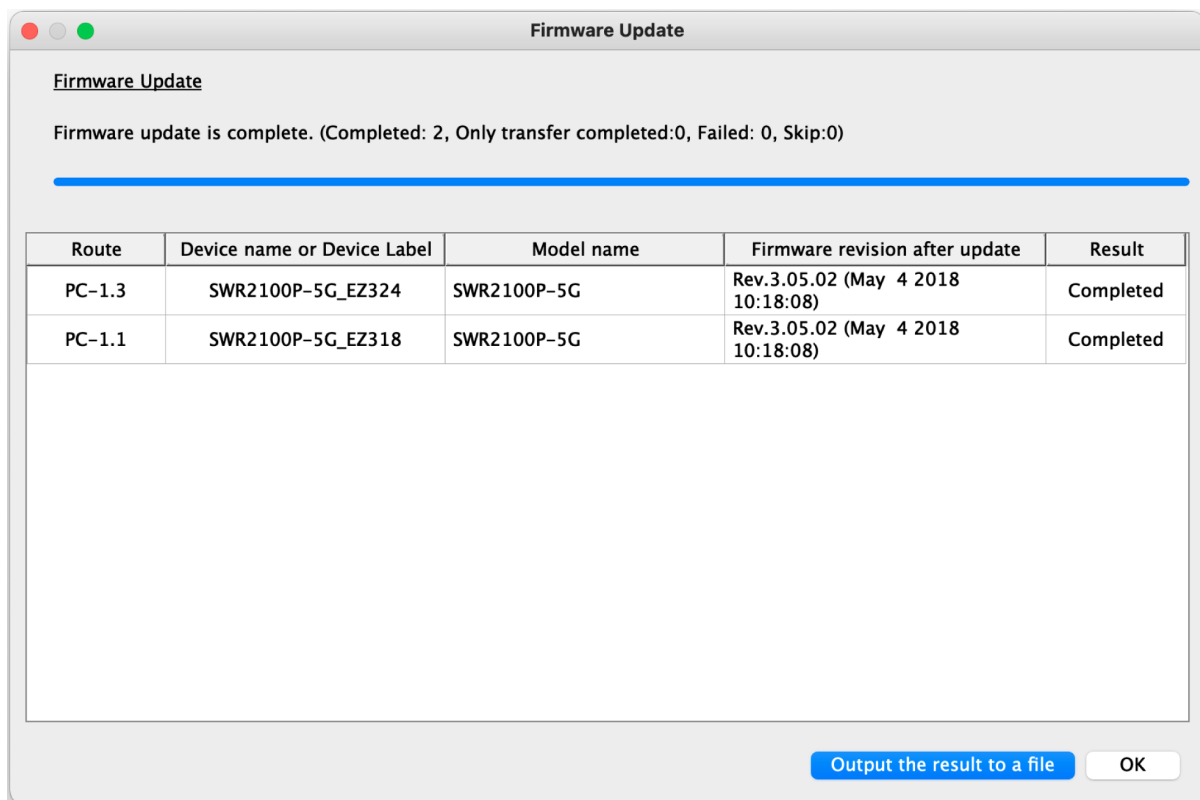 Firmware Update
Firmware Update
Firmware update is complete. (Completed: 2, Only transfer completed:0, Failed: 0, Skip:0)
Route Device name or Device Label Model name Firmware revision after update Result
PC-1.3 SWR2100P-5G_EZ324 SWR2100P-5G Rev.3.05.02 (May  4 2018 Completed
10:18:08)
PC-1.1 SWR2100P-5G_EZ318 SWR2100P-5G Rev.3.05.02 (May  4 2018 Completed
10:18:08)
Output the result to a file OK